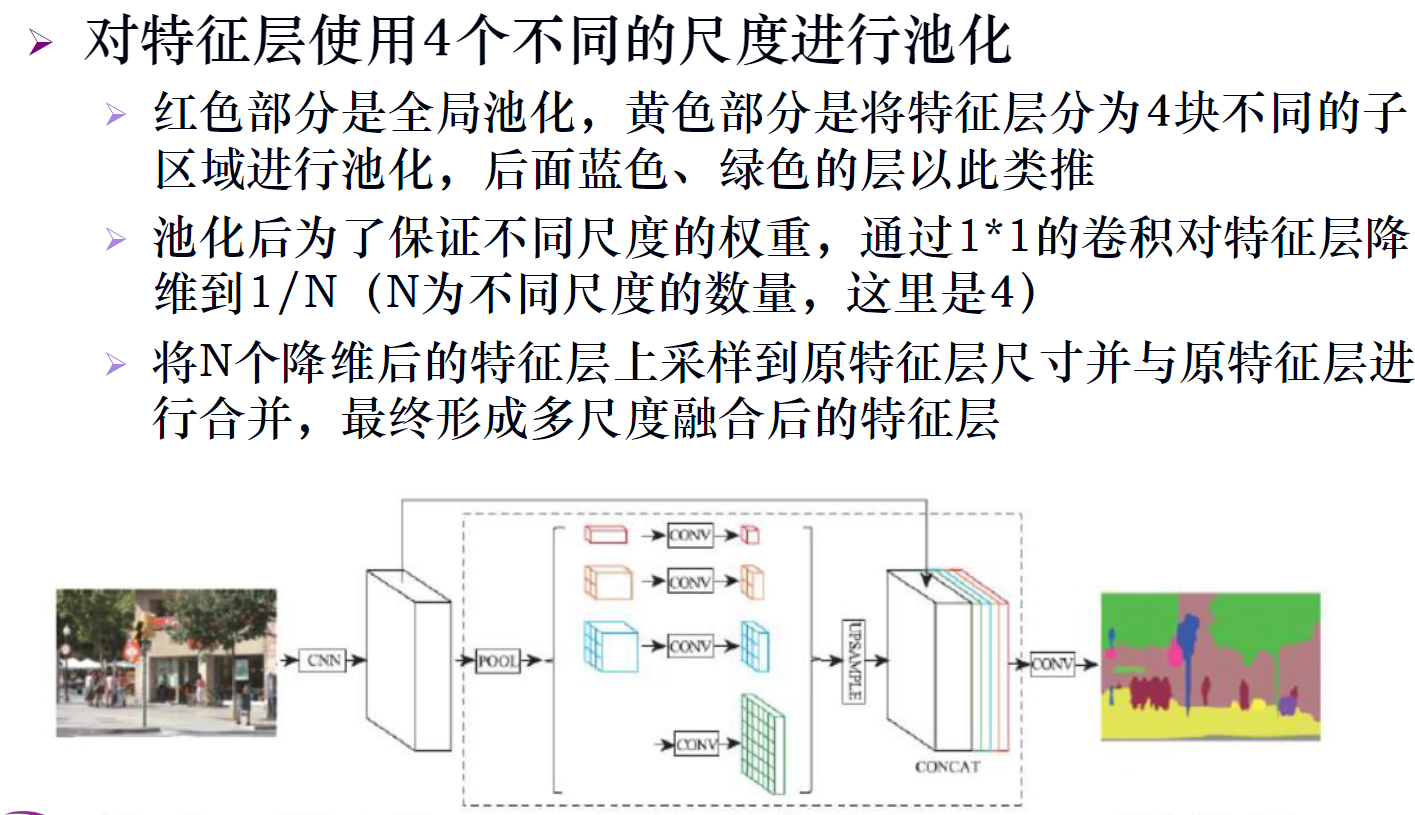 对特征层使用4个不同的尺度进行池化
红色部分是全局池化，黄色部分是将特征层分为4块不同的子
区域进行池化，后面蓝色、绿色的层以此类推
池化后为了保证不同尺度的权重，通过1*1的卷积对特征层降
维到1/N（N为不同尺度的数量，这里是4）
将N个降维后的特征层上采样到原特征层尺寸并与原特征层进
行合并，最终形成多尺度融合后的特征层
CNN
POOL
CONV
CONV
CONV
CONV
UPSAMPLE
CONCAT
CONV